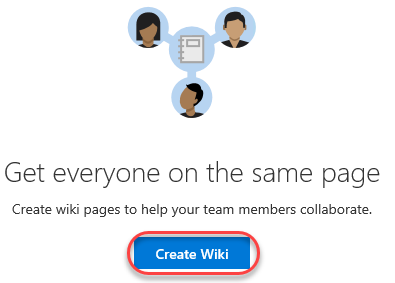 Get everyone on the same page
Create wiki pages to help your team members collaborate.
Create Wiki